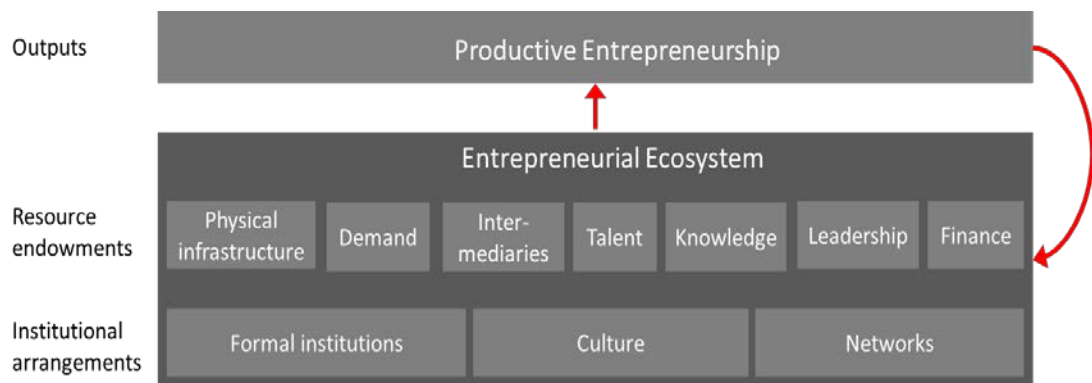 Outputs
Productive Entrepreneurship
Entrepreneurial Ecosystem
Resource
endowments
Physical
infrastructure
Demand
Inter-
mediaries
Talent
Knowledge
Leadership
Finance
Institutional
arrangements
Formal institutions
Culture
Networks